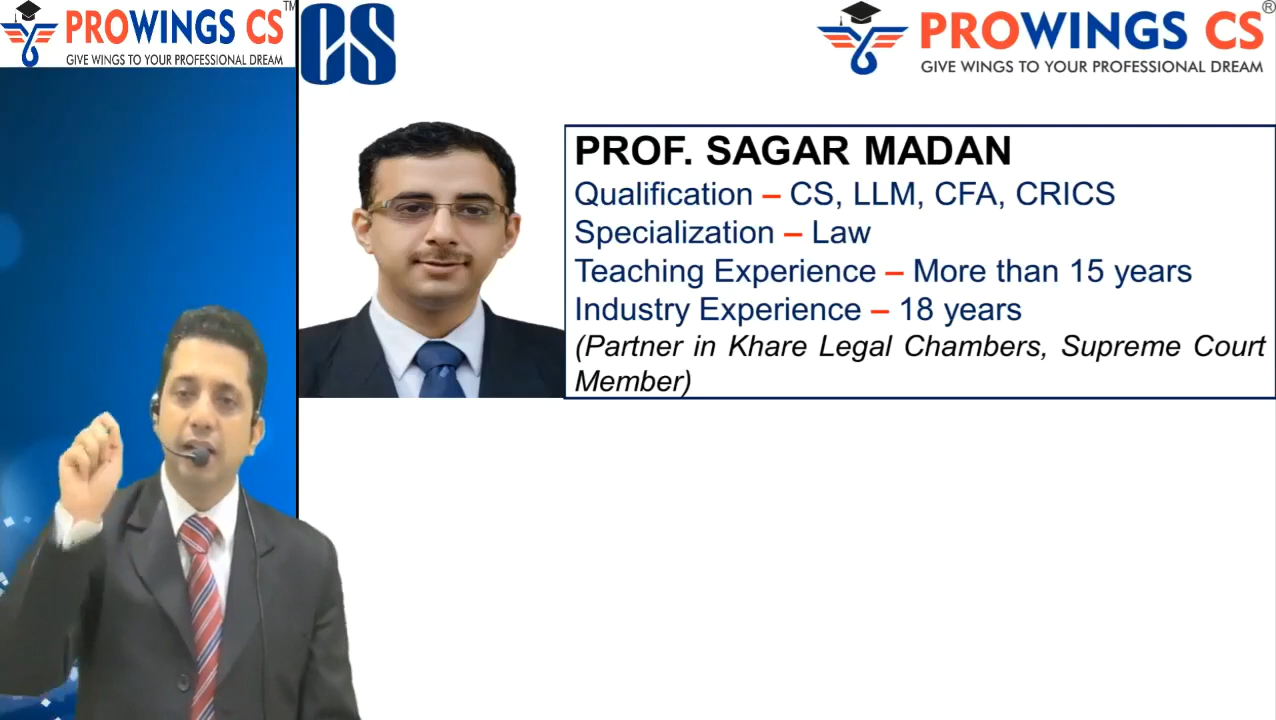 PROWINGS CS TM
GIVE WINGS TO YOUR PROFESSIONAL DREAM
CS
PROWINGS CS ®
GIVE WINGS TO YOUR PROFESSIONAL DREAM
PROF. SAGAR MADAN
Qualification – CS, LLM, CFA, CRICS
Specialization – Law
Teaching Experience – More than 15 years
Industry Experience – 18 years
(Partner in Khare Legal Chambers, Supreme Court
Member)